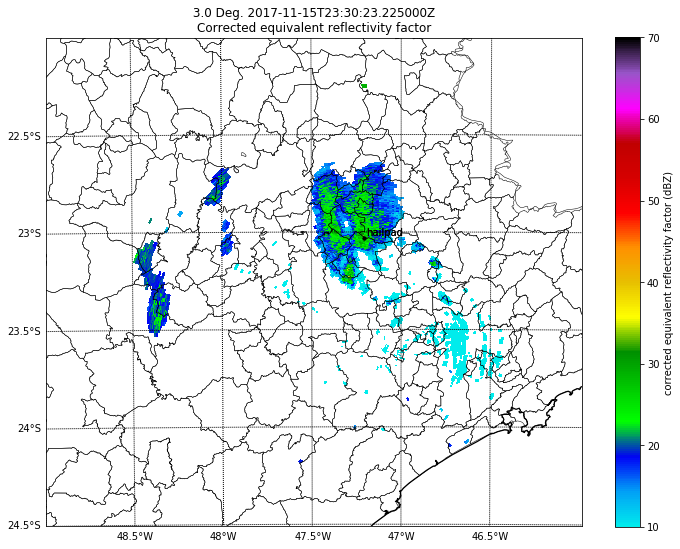 3.0 Deg. 2017-11-15T23:30:23.225000Z
Corrected equivalent reflectivity factor
22.5°S
23°S
23.5°S
24°S
24.5°S
48.5°W
48°W
47.5°W
47°W
46.5°W
70
60
50
40
30
20
10
corrected equivalent reflectivity factor (dBZ)